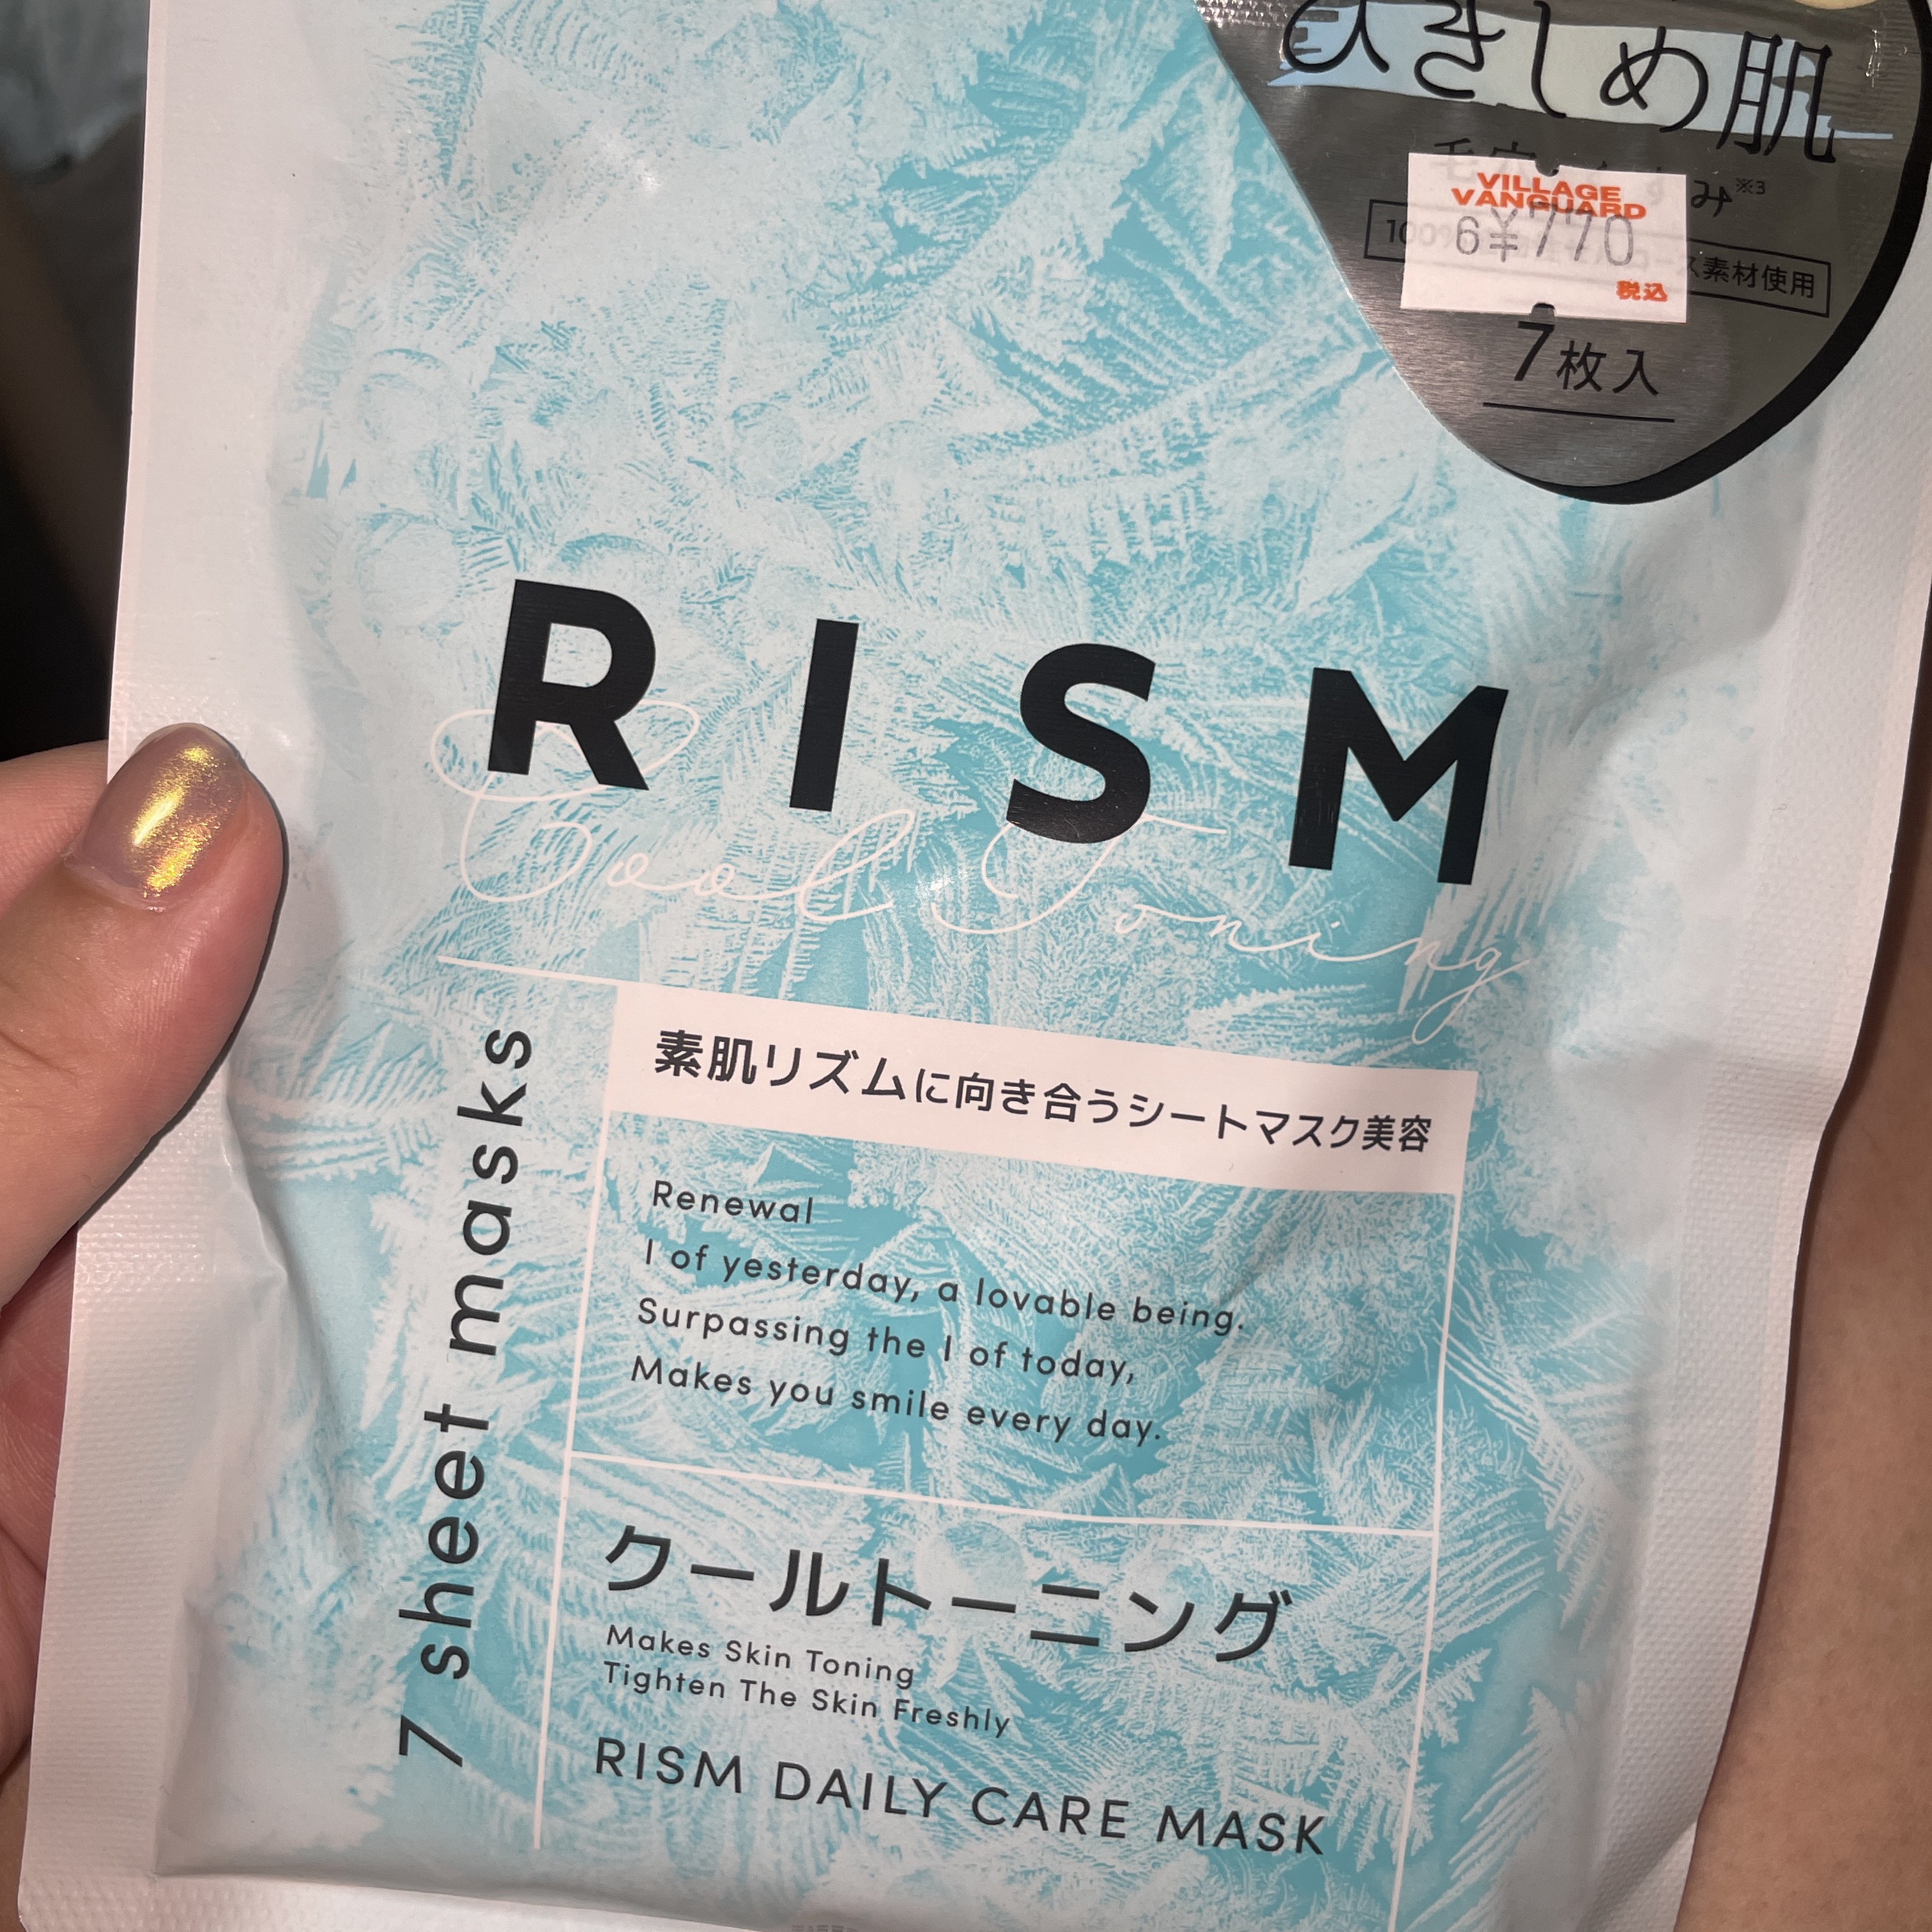 ひきしめ肌
※3
VILLAGE
VANGUARD
6¥770
税込
素材使用
7枚入
RISM
Cool Toning
素肌リズムに向き合うシートマスク美容
Renewal
I of yesterday, a lovable being.
Surpassing the I of today,
Makes you smile every day.
7 sheet masks
クールトーニング
Makes Skin Toning
Tighten The Skin Freshly
RISM DAILY CARE MASK